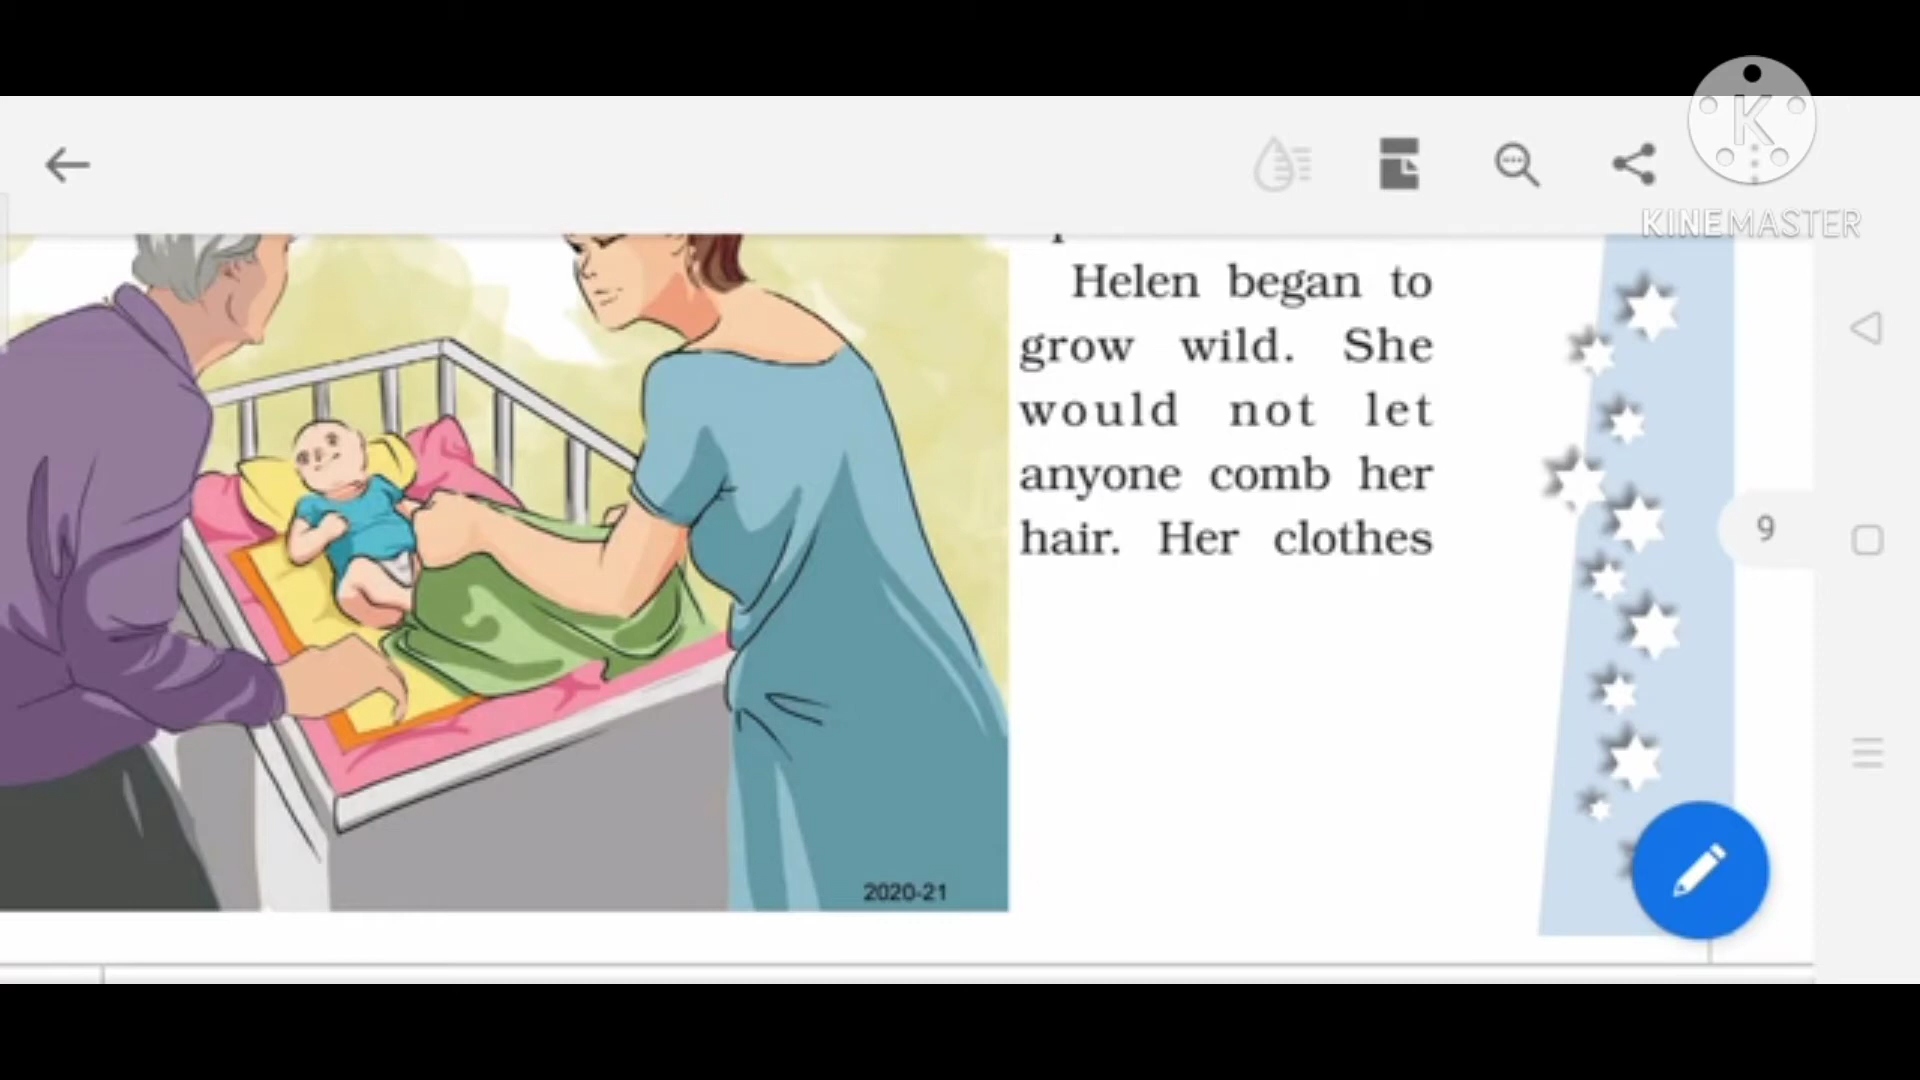 K
KINEMASTER
Helen began to
grow wild. She
would not let
anyone comb her
hair. Her clothes
9
2020-21